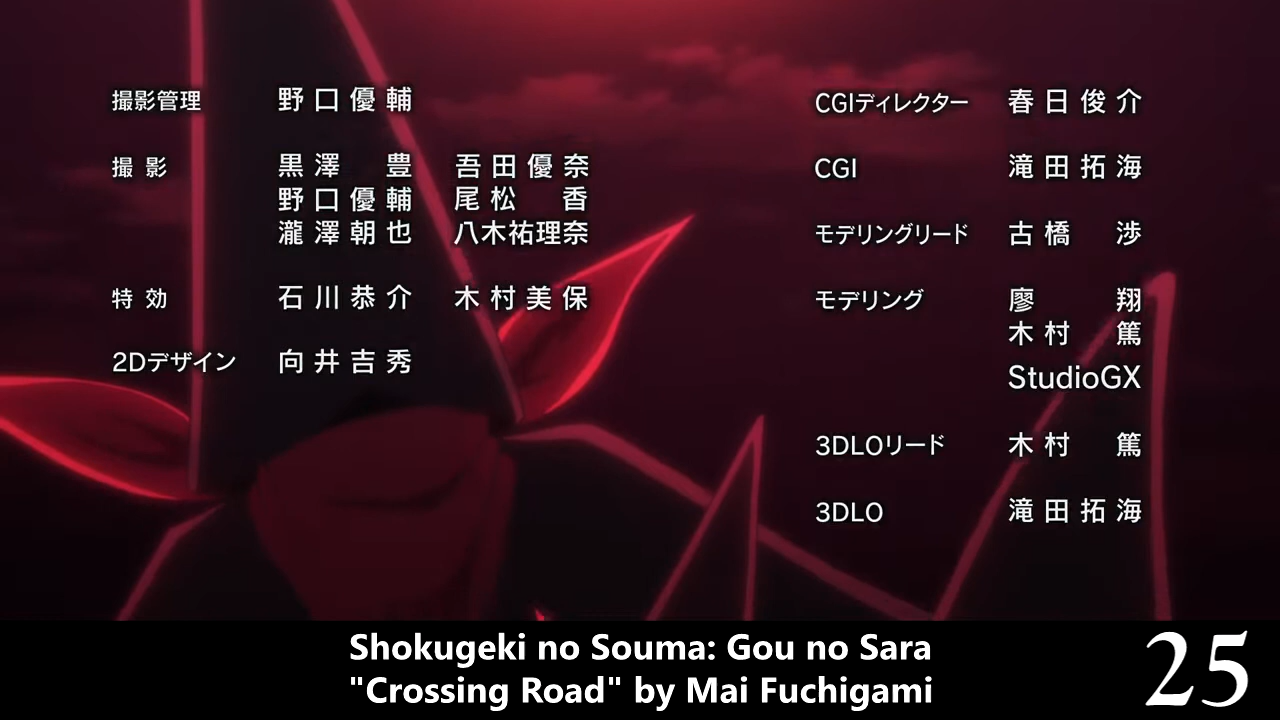 撮影管理 野口優輔
撮影 黒澤 豊 吾田優奈
野口優輔 尾松 香
瀧澤朝也 八木祐理奈
特効 石川恭介 木村美保
2Dデザイン 向井吉秀
CGIディレクター 春日俊介
CGI 滝田拓海
モデリングリード 古橋 渉
モデリング 廖 翔
木村 篤
StudioGX
3DLOリード 木村 篤
3DLO 滝田拓海
Shokugeki no Souma: Gou no Sara
"Crossing Road" by Mai Fuchigami
25